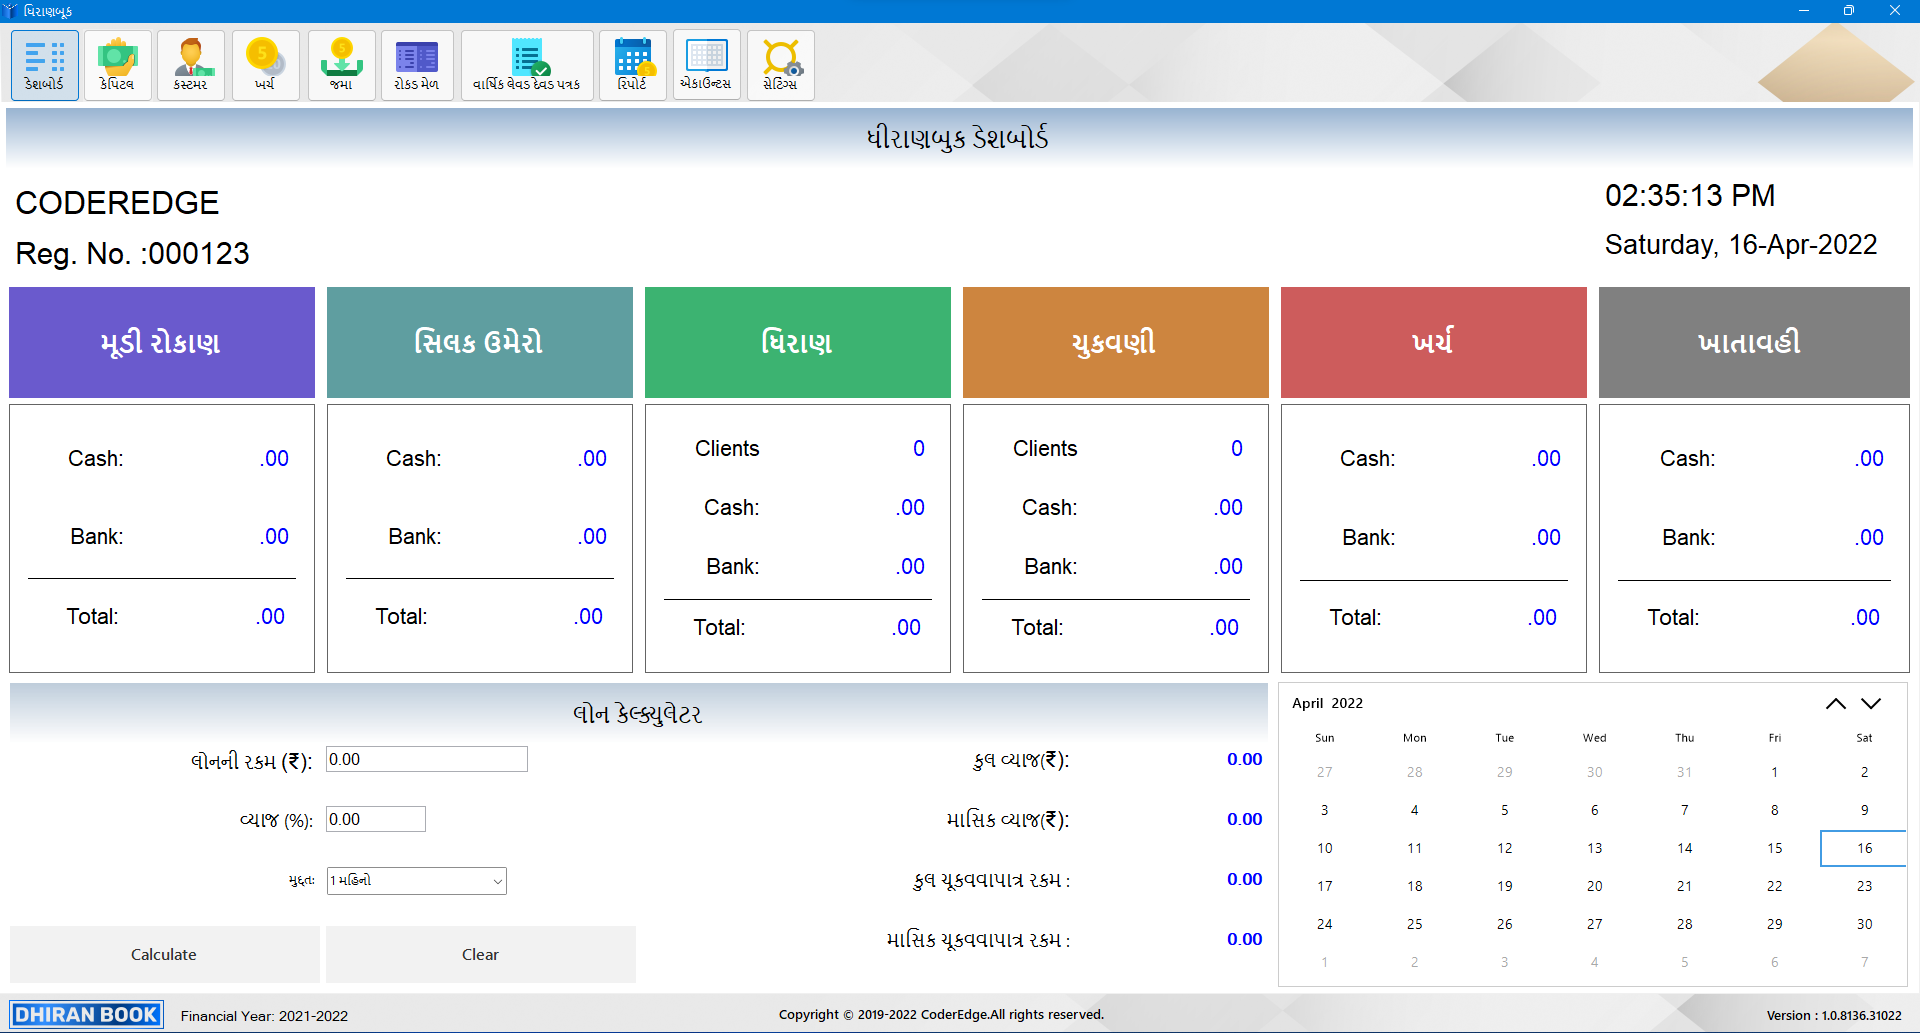 ધિરાણબૂક
ડેશબોર્ડ કેપિટલ કસ્ટમર ખર્ચ જમા રોકડ મેળ વાર્ષિક લેવડ દેવડ પત્રક રિપોર્ટ એકાઉન્ટસ સેટિંગ્સ
ધીરાણબુક ડેશબોર્ડ
CODEREDGE
02:35:13 PM
Reg. No. :000123
Saturday, 16-Apr-2022
મૂડી રોકાણ સિલક ઉમેરો ધિરાણ ચુકવણી ખર્ચ ખાતાવહી
Cash: .00
Bank: .00
Total: .00
Cash: .00
Bank: .00
Total: .00
Clients 0
Cash: .00
Bank: .00
Total: .00
Clients 0
Cash: .00
Bank: .00
Total: .00
Cash: .00
Bank: .00
Total: .00
Cash: .00
Bank: .00
Total: .00
લોન કેલ્ક્યુલેટર
લોનની રકમ (₹): 0.00
વ્યાજ (%): 0.00
મુદ્દતઃ 1 મહિનો
Calculate Clear
કુલ વ્યાજ(₹): 0.00
માસિક વ્યાજ(₹): 0.00
કુલ ચૂકવવાપાત્ર રકમ : 0.00
માસિક ચૂકવવાપાત્ર રકમ : 0.00
April 2022
Sun Mon Tue Wed Thu Fri Sat
27 28 29 30 31 1 2
3 4 5 6 7 8 9
10 11 12 13 14 15 16
17 18 19 20 21 22 23
24 25 26 27 28 29 30
1 2 3 4 5 6 7
DHIRAN BOOK Financial Year: 2021-2022 Copyright © 2019-2022 CoderEdge.All rights reserved. Version : 1.0.8136.31022